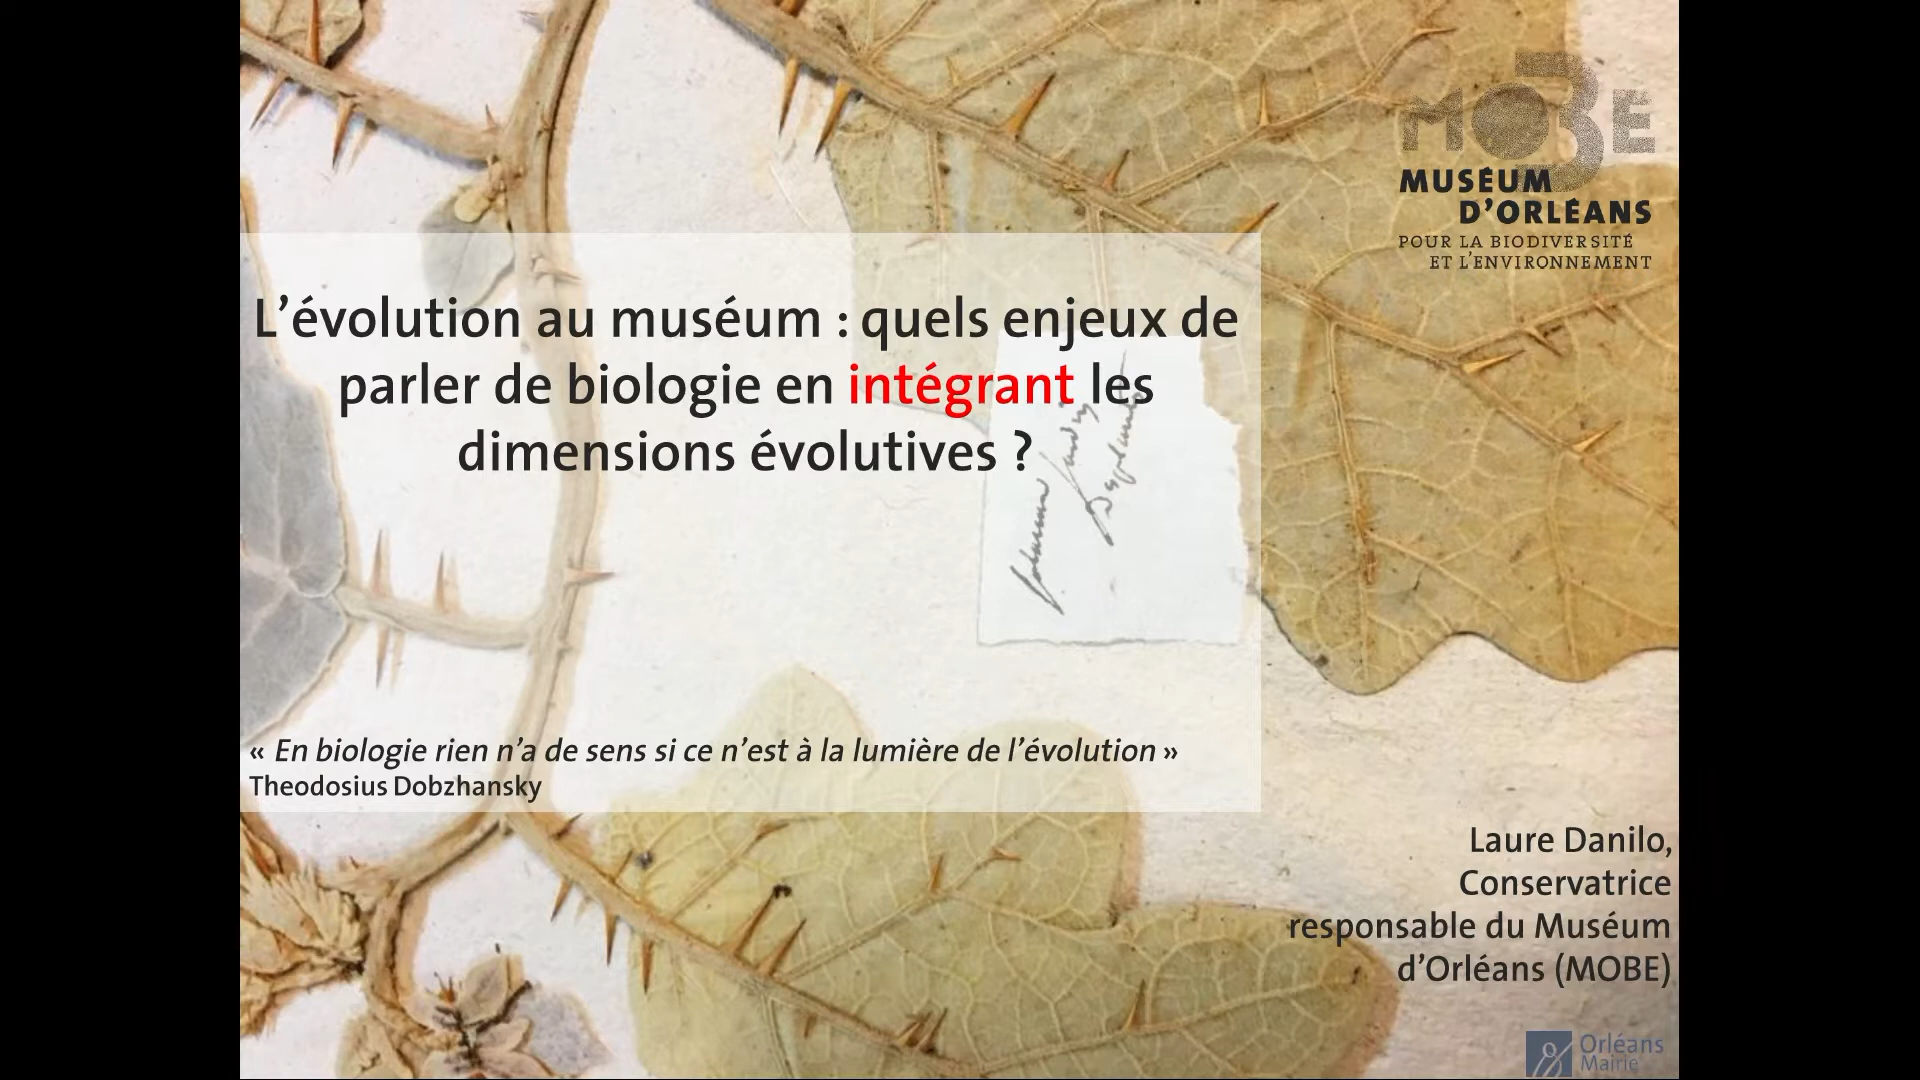 MOBE
MUSÉUM
D'ORLÉANS
POUR LA BIODIVERSITÉ
ET L'ENVIRONNEMENT
L'évolution au muséum : quels enjeux de
parler de biologie en intégrant les
dimensions évolutives ?
« En biologie rien n'a de sens si ce n'est à la lumière de l'évolution »
Theodosius Dobzhansky
Laure Danilo,
Conservatrice
responsable du Muséum
d'Orléans (MOBE)
Orléans
Mairie